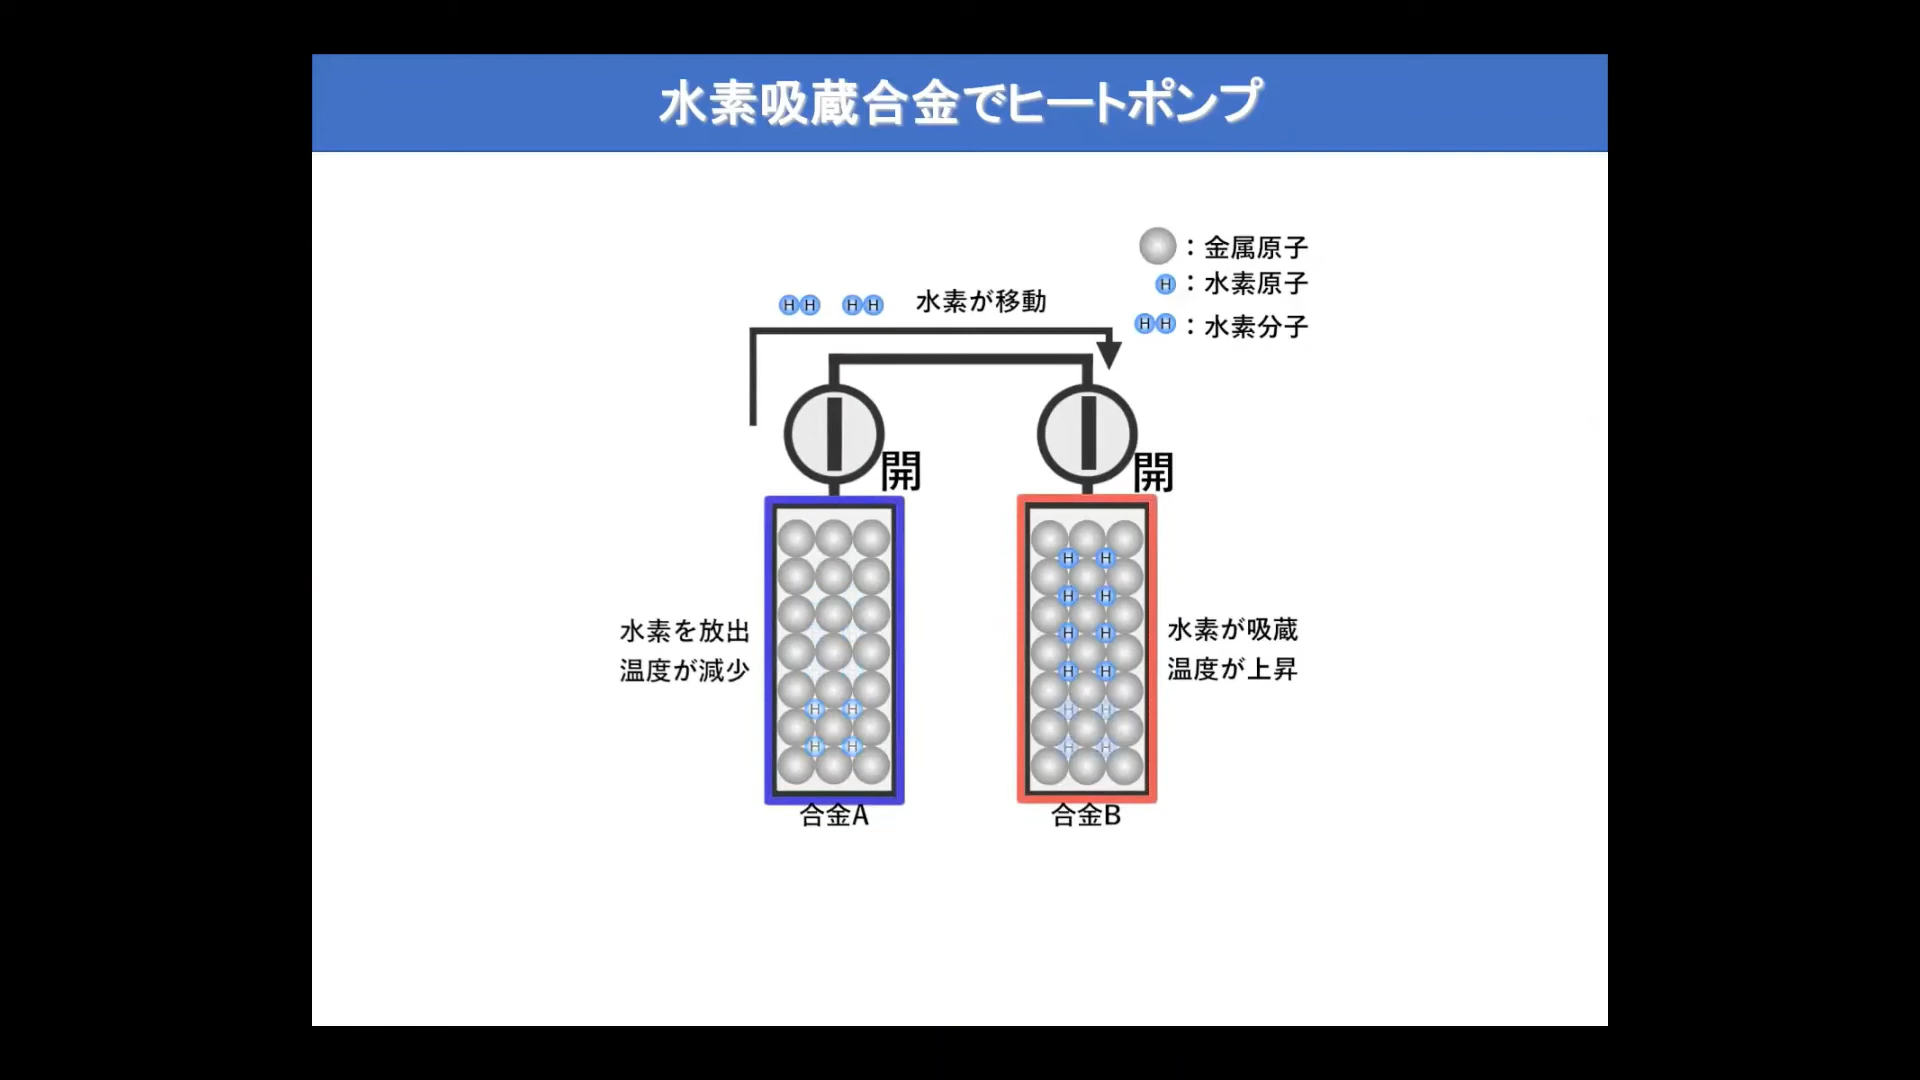 水素吸蔵合金でヒートポンプ
：金属原子
H ：水素原子
HH ：水素分子
HH HH 水素が移動
開
開
水素を放出
温度が減少
H H
H H
合金A
H H
H H
H H
H H
H H
H H
水素が吸蔵
温度が上昇
合金B